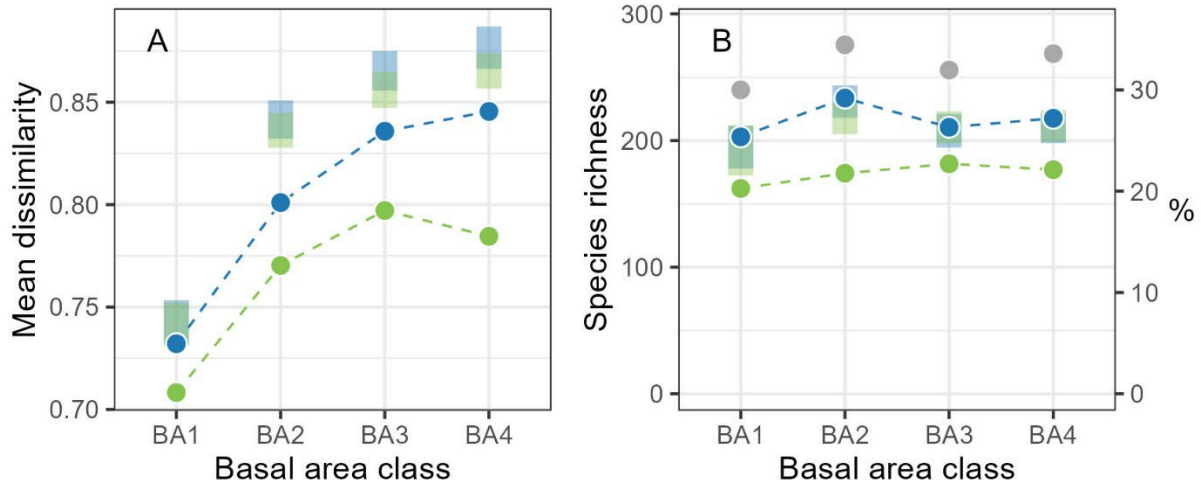 A
Mean dissimilarity
0.85
0.80
0.75
0.70
BA1 BA2 BA3 BA4
Basal area class
B
Species richness
300
200
100
0
30
20
10
0
%
BA1 BA2 BA3 BA4
Basal area class